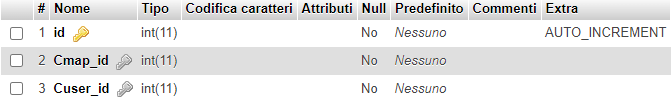 # Nome Tipo Codifica caratteri Attributi Null Predefinito Commenti Extra
1 id int(11) No Nessuno AUTO_INCREMENT
2 Cmap_id int(11) No Nessuno
3 Cuser_id int(11) No Nessuno